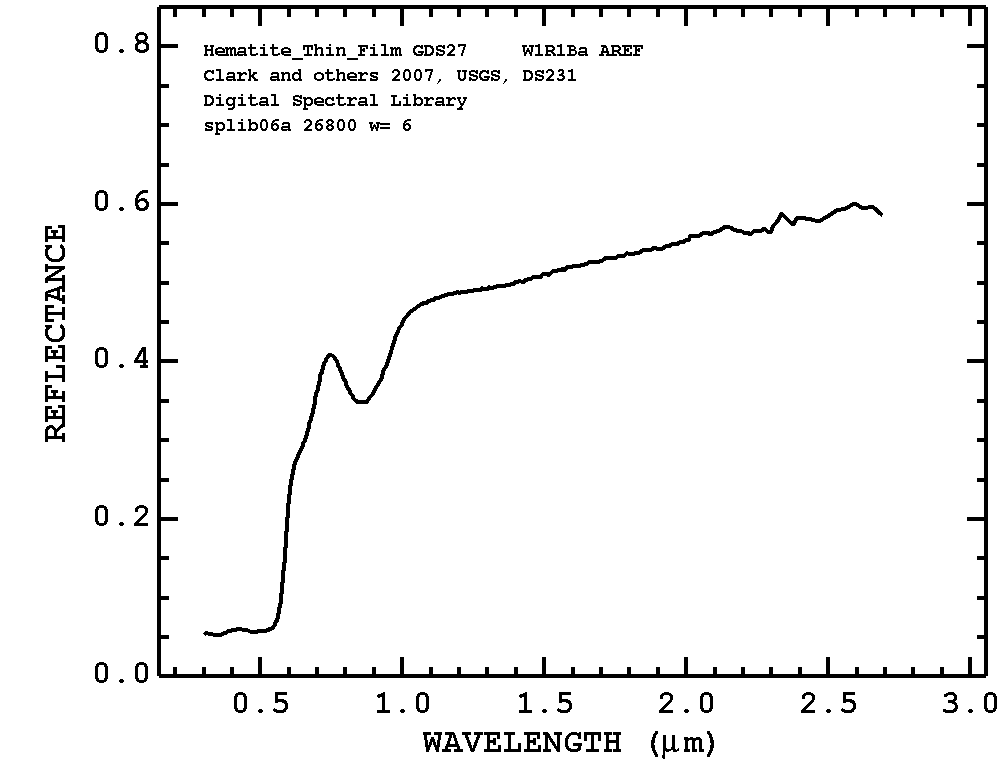 Hematite_Thin_Film GDS27 W1R1Ba AREF
Clark and others 2007, USGS, DS231
Digital Spectral Library
splib06a 26800 w= 6
0.8
0.6
0.4
0.2
0.0
REFLECTANCE
0.5 1.0 1.5 2.0 2.5 3.0
WAVELENGTH (μm)